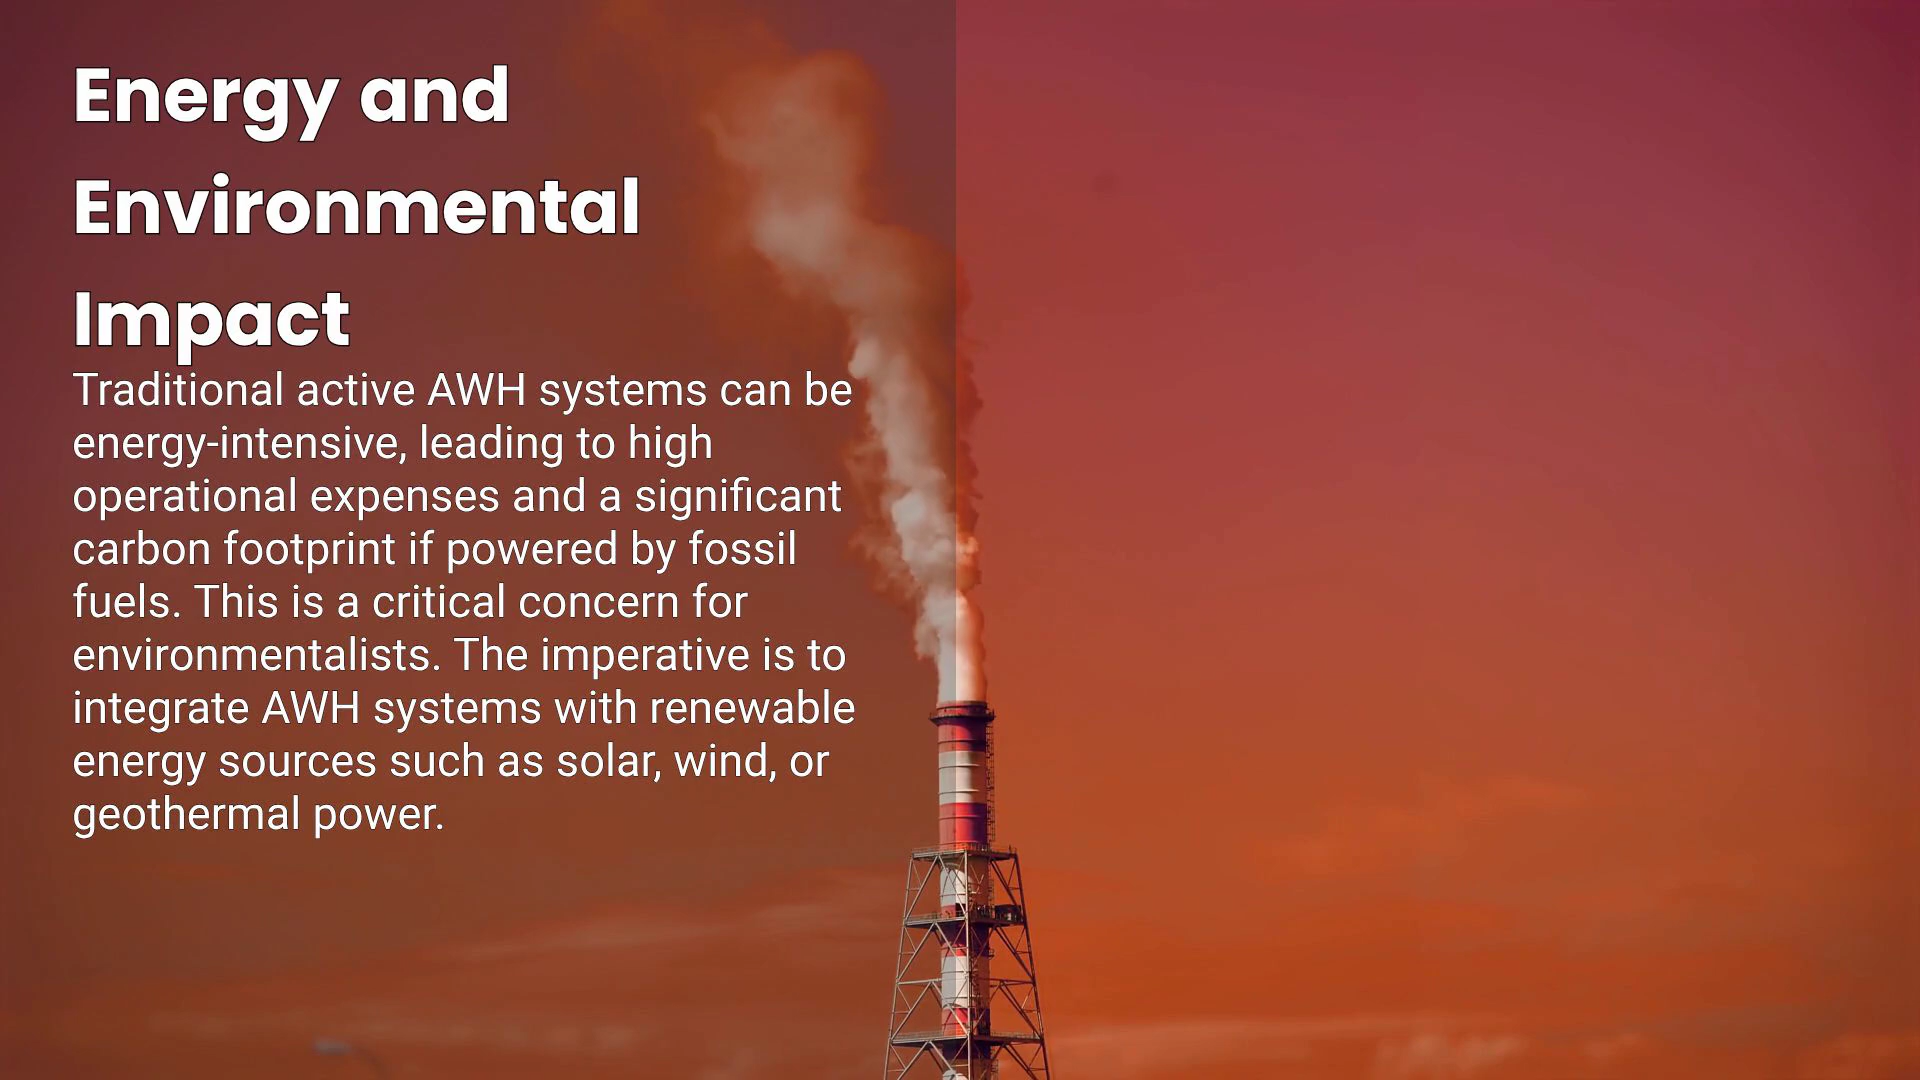 Energy and
Environmental
Impact
Traditional active AWH systems can be
energy-intensive, leading to high
operational expenses and a significant
carbon footprint if powered by fossil
fuels. This is a critical concern for
environmentalists. The imperative is to
integrate AWH systems with renewable
energy sources such as solar, wind, or
geothermal power.